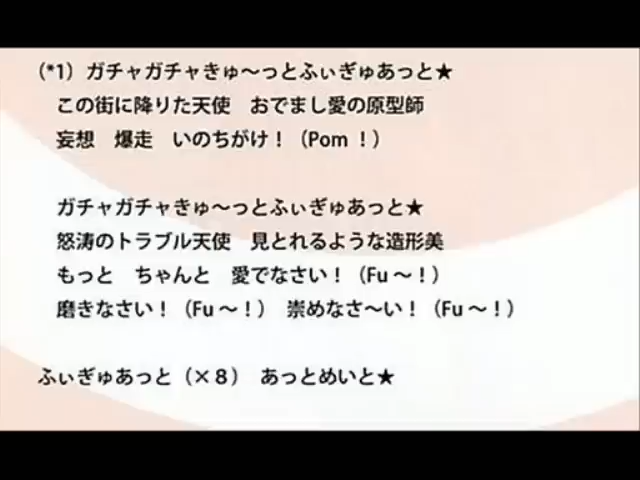 (*1) ガチャガチャきゅ～っとふぃぎゅあっと★
この街に降りた天使　おでまし愛の原型師
妄想　爆走　いのちがけ！（Pom ！）
ガチャガチャきゅ～っとふぃぎゅあっと★
怒涛のトラブル天使　見とれるような造形美
もっと　ちゃんと　愛でなさい！（Fu ～！）
磨きなさい！（Fu ～！）　崇めなさ～い！（Fu ～！）
ふぃぎゅあっと（×８）　あっとめいと★